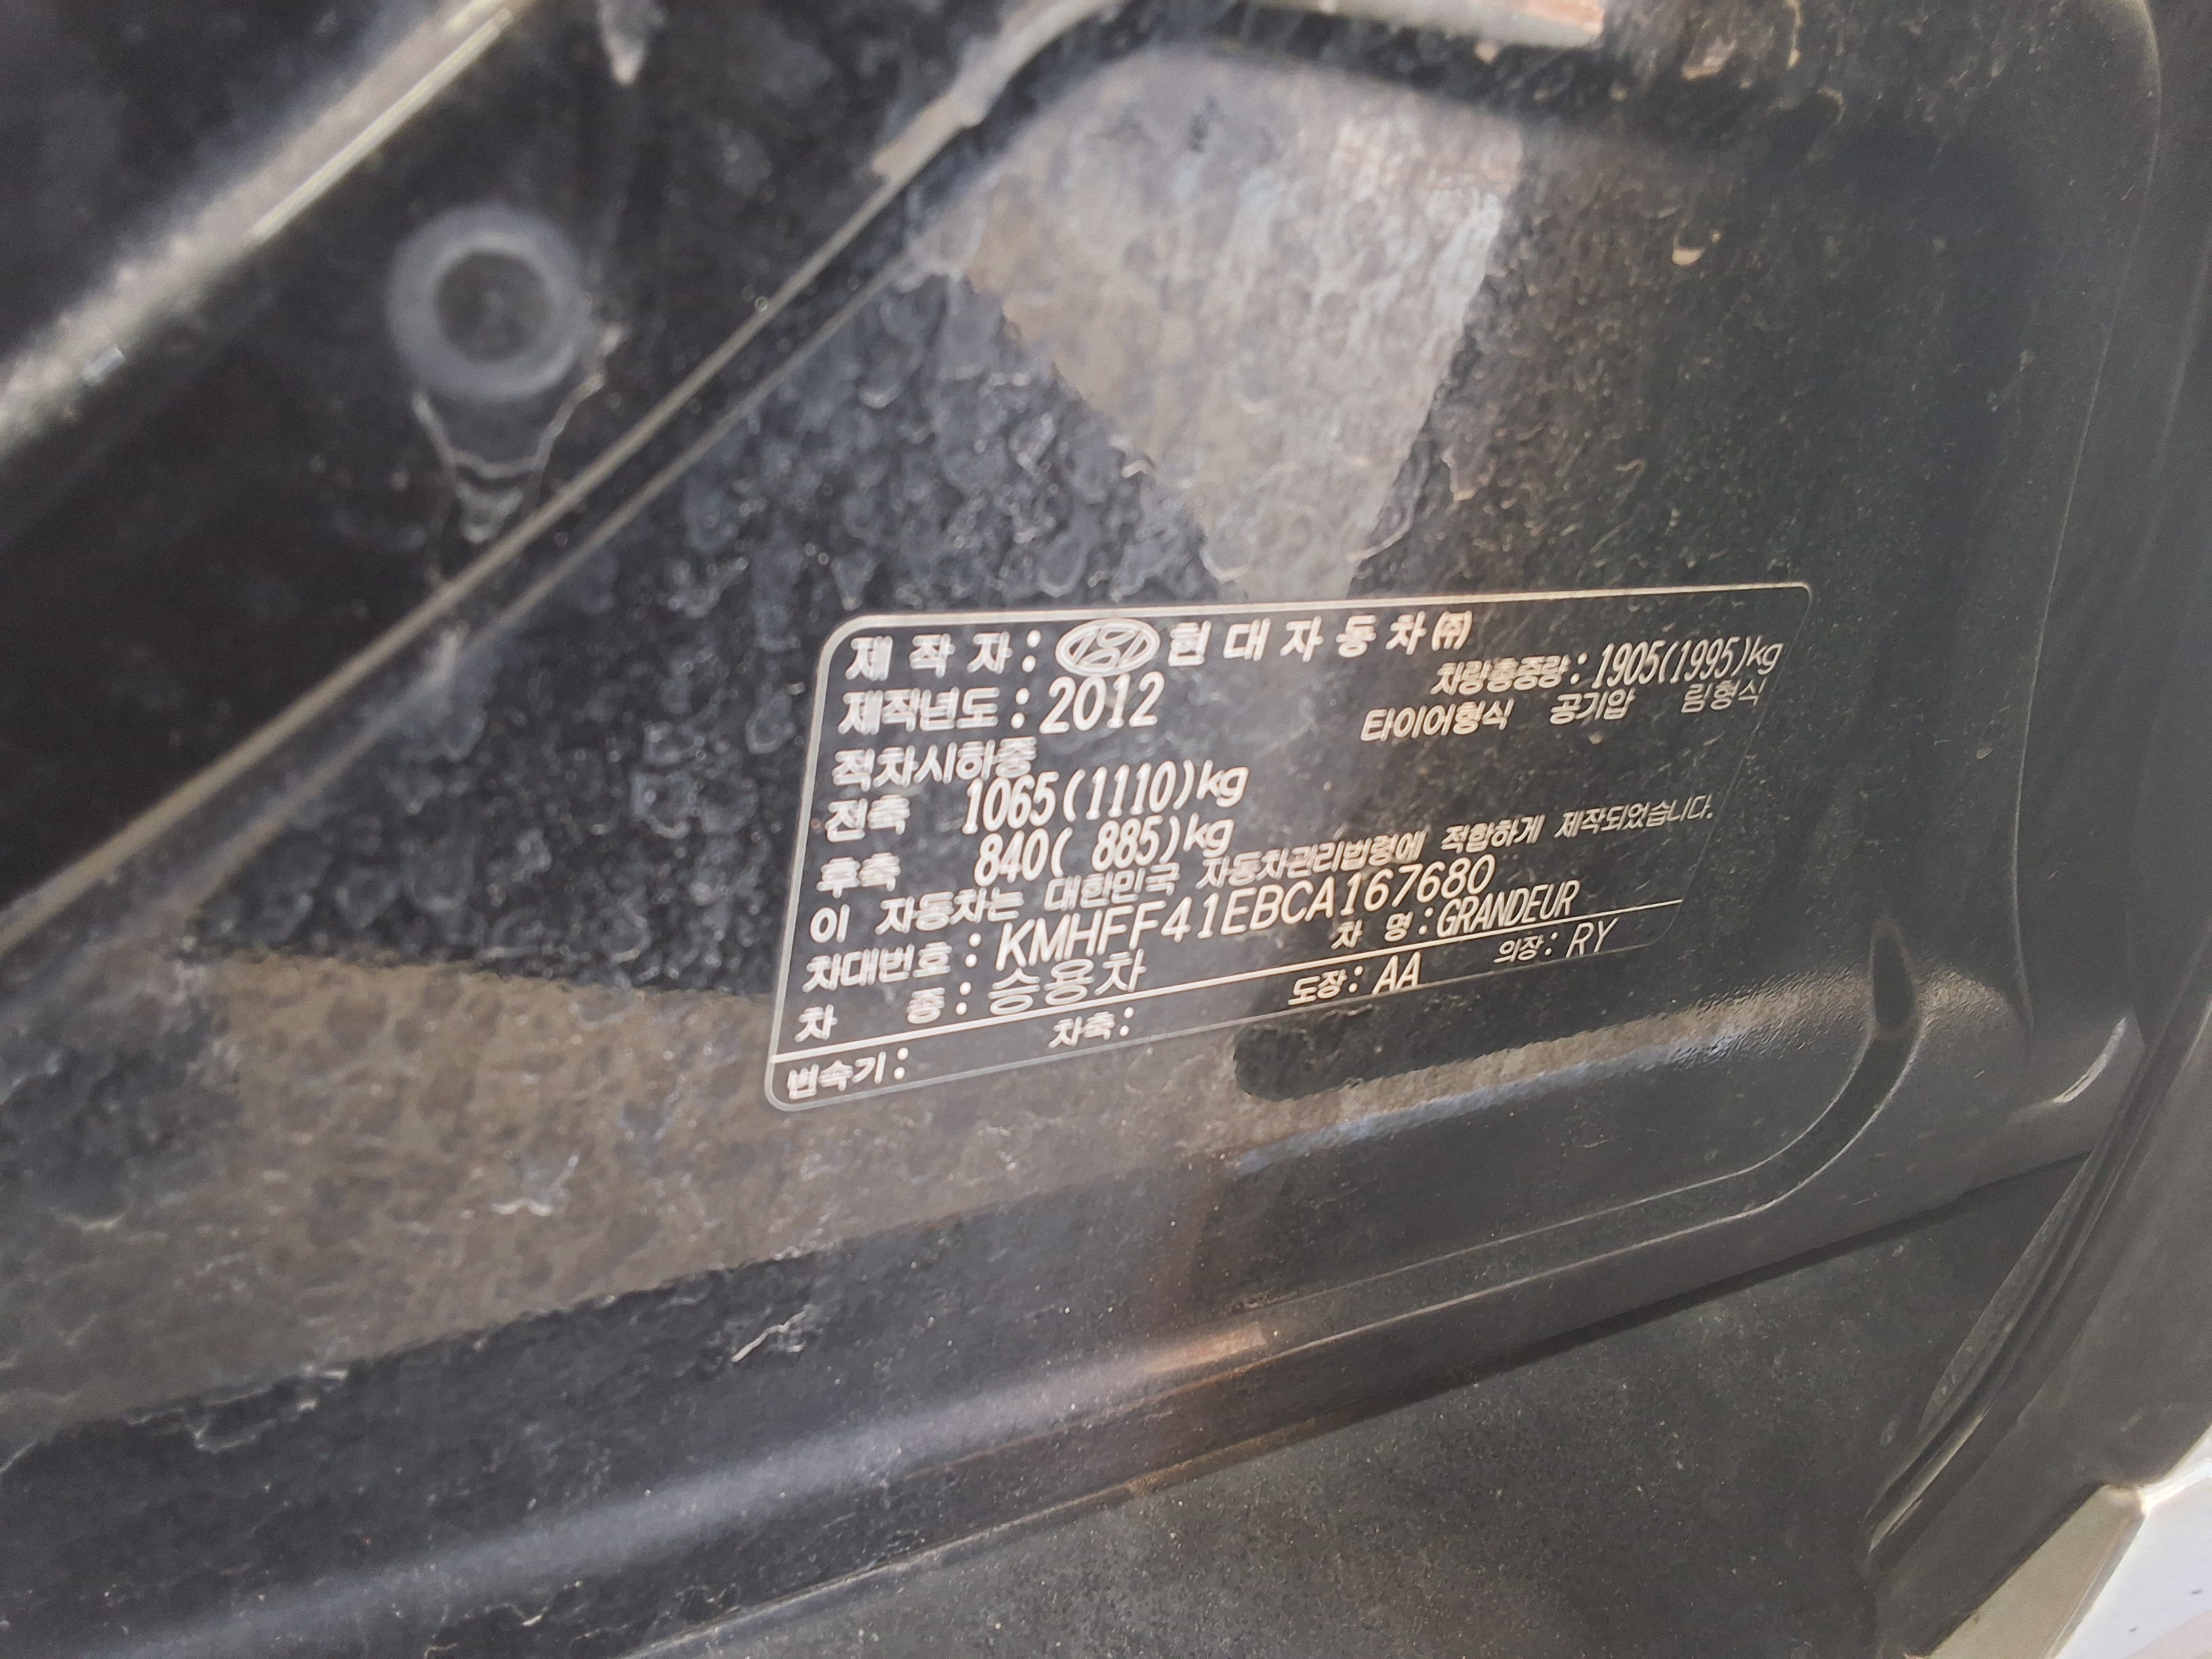 제 작 자 : 현 대 자 동 차 ㈜
제작년도 : 2012 차량총중량 : 1905(1995)kg
적차시하중 타이어형식 공기압 림형식
전축 1065(1110)kg
후축 840( 885)kg
이 자동차는 대한민국 자동차관리법령에 적합하게 제작되었습니다.
차대번호 : KMHFF41EBCA167680
차 종 : 승용차 차 명 : GRANDEUR
변속기 : 차축 : 도장 : AA 의장 : RY